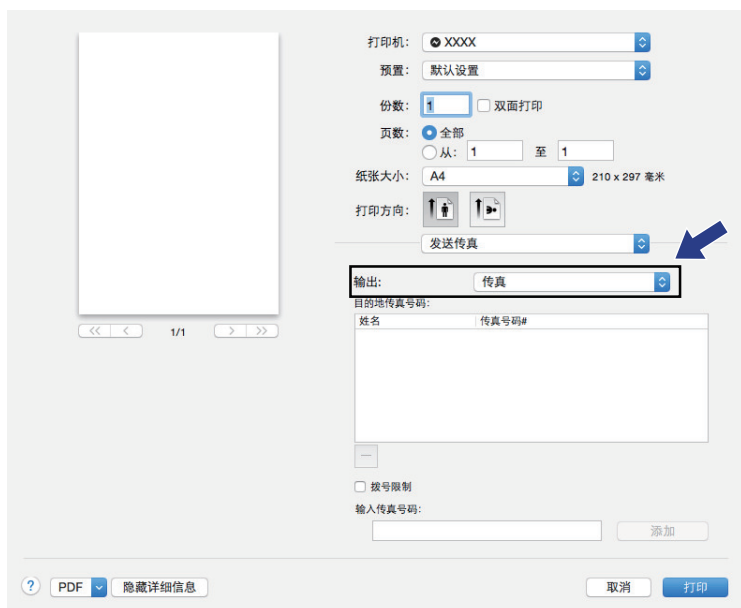 打印机: XXXX
预置: 默认设置
份数: 1 双面打印
页数: 全部
从: 1 至 1
纸张大小: A4 210 x 297 毫米
打印方向:
发送传真
输出: 传真
目的地传真号码:
姓名 传真号码#
<< < 1/1 > >>
拨号限制
输入传真号码:
添加
? PDF 隐藏详细信息 取消 打印